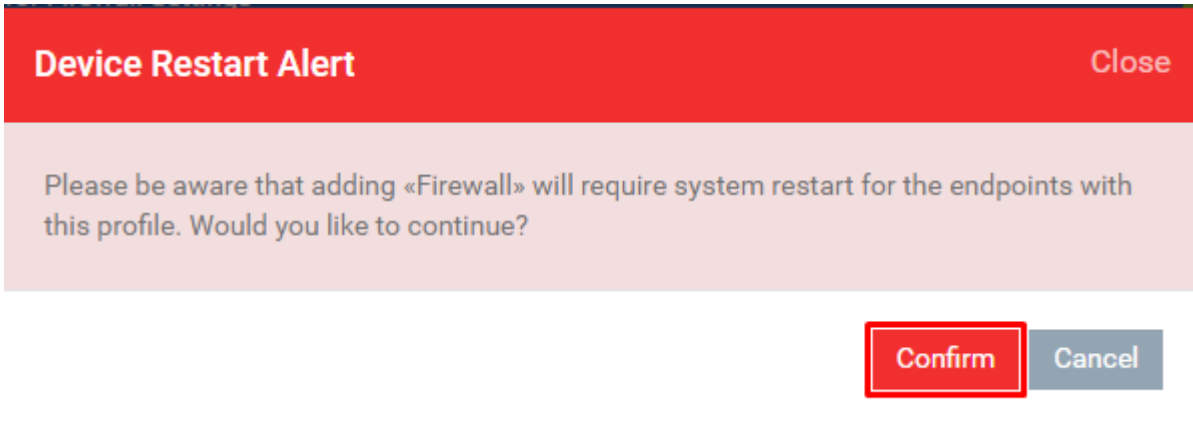 Device Restart Alert
Close
Please be aware that adding «Firewall» will require system restart for the endpoints with
this profile. Would you like to continue?
Confirm
Cancel